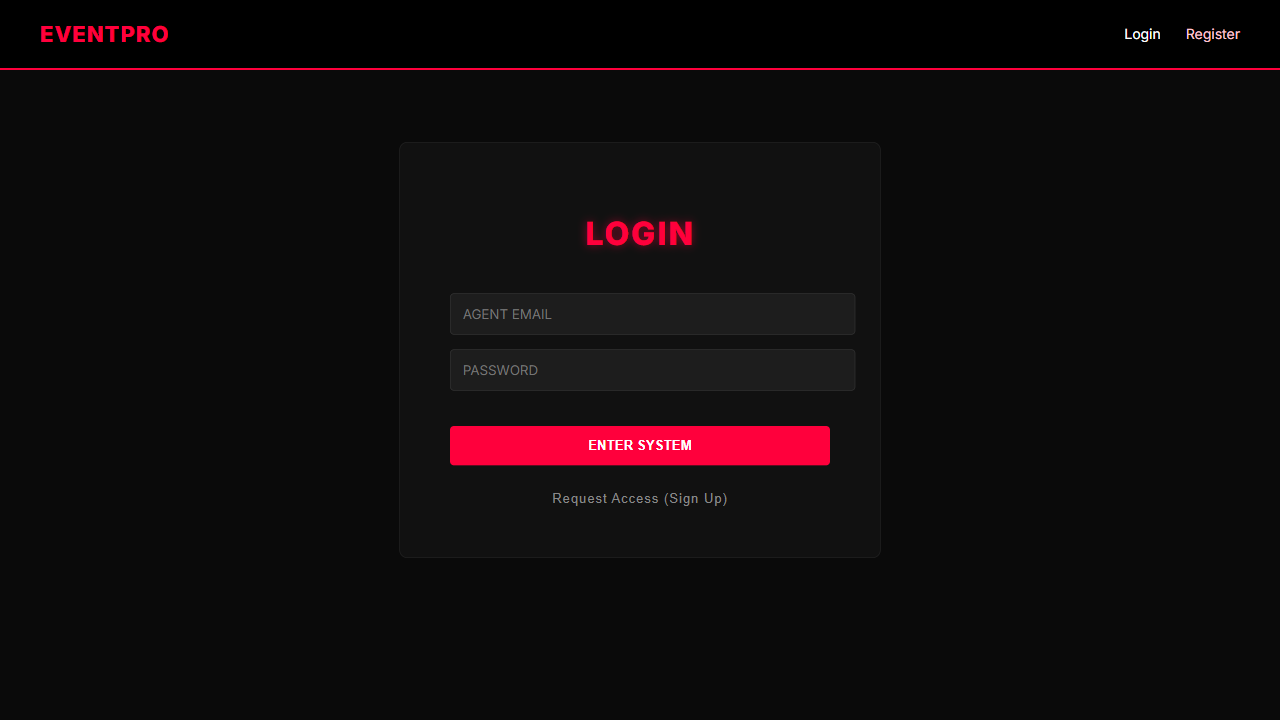 EVENTPRO
Login
Register
LOGIN
AGENT EMAIL
PASSWORD
ENTER SYSTEM
Request Access (Sign Up)